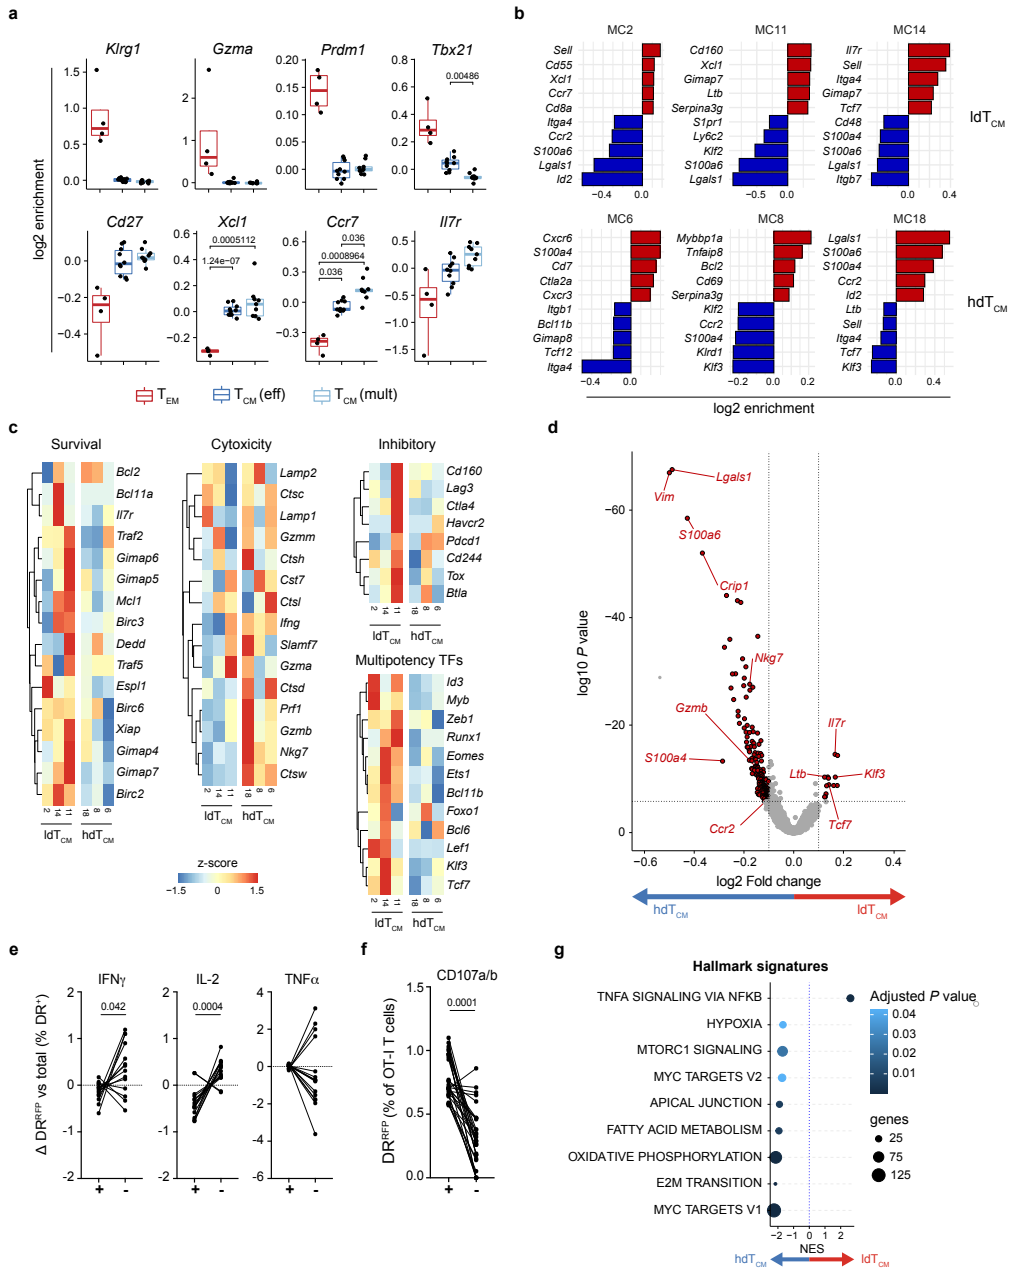 a
Klrg1
Gzma
Prdm1
Tbx21
1.5
1.0
0.5
0.0
2
1
0
0.15
0.10
0.05
0.00
0.6
0.4
0.2
0.0
0.00486
log2 enrichment
Cd27
Xcl1
Ccr7
Il7r
0.0
−0.2
−0.4
0.6
0.4
0.2
0.0
−0.2
0.0005112
1.24e−07
0.6
0.3
0.0
−0.3
0.036
0.0008964
0.036
0.5
0.0
−0.5
−1.0
−1.5
TEM
TCM (eff)
TCM (mult)
b
MC2
MC11
MC14
Sell
Cd55
Xcl1
Ccr7
Cd8a
Itga4
Ccr2
S100a6
Lgals1
Id2
0.0
Cd160
Xcl1
Gimap7
Ltb
Serpina3g
S1pr1
Ly6c2
Klf2
S100a6
Lgals1
−0.5
0.0
Il7r
Sell
Itga4
Gimap7
Tcf7
Cd48
S100a4
S100a6
Lgals1
Itgb7
0.0
0.4
ldTCM
MC6
MC8
MC18
Cxcr6
S100a4
Cd7
Ctla2a
Cxcr3
Itgb1
Bcl11b
Gimap8
Tcf12
Itga4
−0.4
0.0
Mybbp1a
Tnfaip8
Bcl2
Cd69
Serpina3g
Klf2
Ccr2
S100a4
Klrd1
Klf3
−0.2
0.0
0.2
Lgals1
S100a6
S100a4
Ccr2
Id2
Ltb
Sell
Itga4
Tcf7
Klf3
0.0
0.4
hdTCM
log2 enrichment
c
Survival
Bcl2
Bcl11a
Il7r
Traf2
Gimap6
Gimap5
Mcl1
Birc3
Dedd
Traf5
Espl1
Birc6
Xiap
Gimap4
Gimap7
Birc2
2 14 11 18 8 6
ldTCM
hdTCM
Cytoxicity
Lamp2
Ctsc
Lamp1
Gzmm
Ctsh
Cst7
Ctsl
Ifng
Slamf7
Gzma
Ctsd
Prf1
Gzmb
Nkg7
Ctsw
2 14 11 18 8 6
ldTCM
hdTCM
Inhibitory
Cd160
Lag3
Ctla4
Havcr2
Pdcd1
Cd244
Tox
Btla
2 14 11 18 8 6
ldTCM
hdTCM
Multipotency TFs
Id3
Myb
Zeb1
Runx1
Eomes
Ets1
Bcl11b
Foxo1
Bcl6
Lef1
Klf3
Tcf7
2 14 11 18 8 6
ldTCM
hdTCM
z-score
−1.5
0
1.5
d
log10 P value
−60
−40
−20
0
Lgals1
Vim
S100a6
Crip1
Nkg7
Gzmb
S100a4
Ccr2
Il7r
Ltb
Klf3
Tcf7
−0.6
−0.4
−0.2
0.0
0.2
0.4
log2 Fold change
hdTCM
ldTCM
e
Δ DRRFP vs total (% DR+)
IFNγ
0.042
2
1
0
-1
-2
+
-
IL-2
0.0004
2
1
0
-1
-2
+
-
TNFα
4
2
0
-2
-4
-6
+
-
f
CD107a/b
0.0001
DRRFP (% of OT-I T cells)
1.5
1.0
0.5
0.0
+
-
g
Hallmark signatures
TNFA SIGNALING VIA NFKB
HYPOXIA
MTORC1 SIGNALING
MYC TARGETS V2
APICAL JUNCTION
FATTY ACID METABOLISM
OXIDATIVE PHOSPHORYLATION
E2M TRANSITION
MYC TARGETS V1
−2
−1
0
1
2
NES
hdTCM
ldTCM
Adjusted P value
0.04
0.03
0.02
0.01
genes
25
75
125